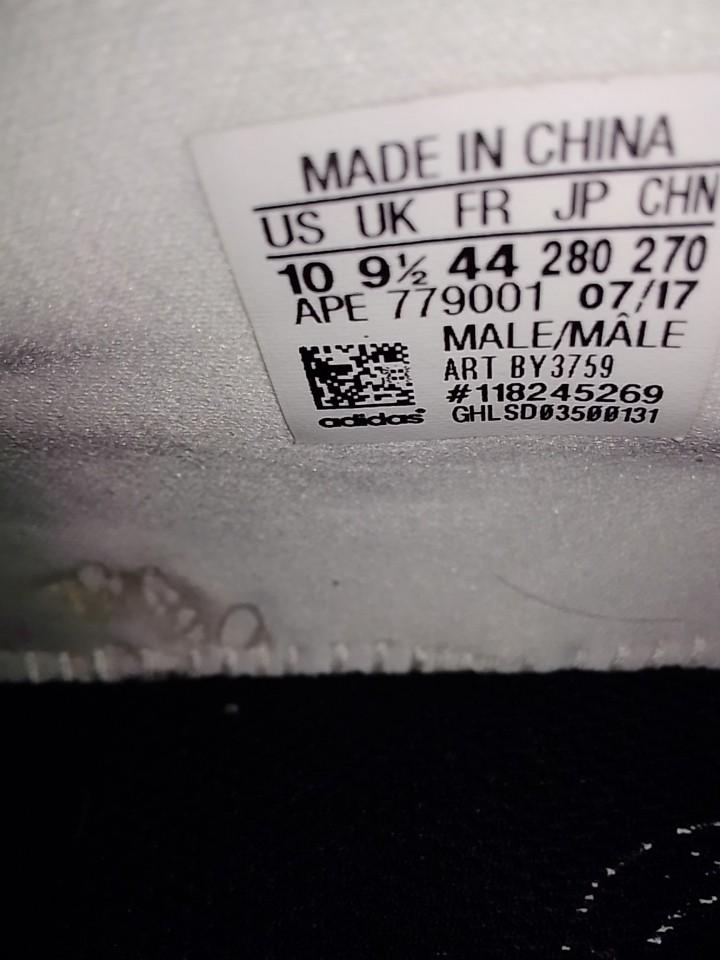 MADE IN CHINA
US UK FR JP CHN
10 9½ 44 280 270
APE 779001 07/17
MALE/MÂLE
ART BY3759
#118245269
adidas GHLSD03500131